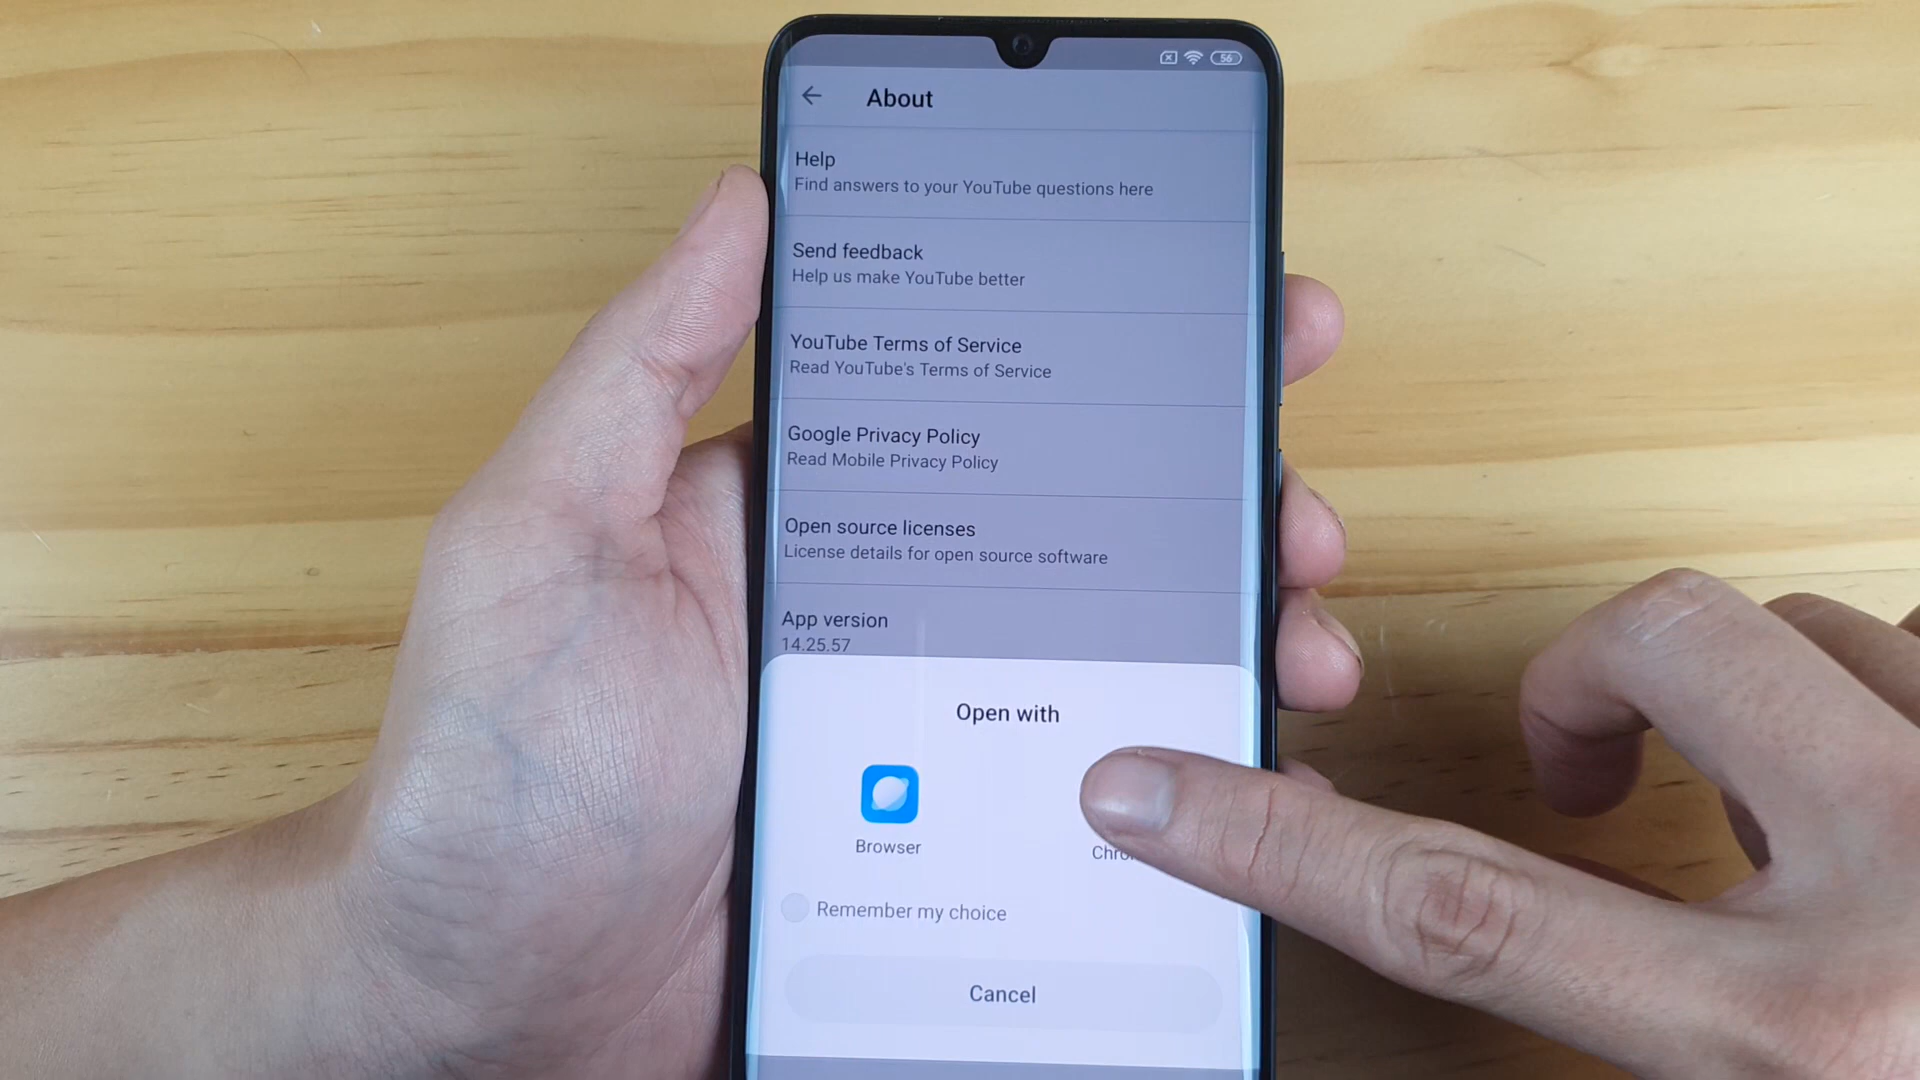 56
About
Help
Find answers to your YouTube questions here
Send feedback
Help us make YouTube better
YouTube Terms of Service
Read YouTube's Terms of Service
Google Privacy Policy
Read Mobile Privacy Policy
Open source licenses
License details for open source software
App version
14.25.57
Open with
Browser
Remember my choice
Cancel